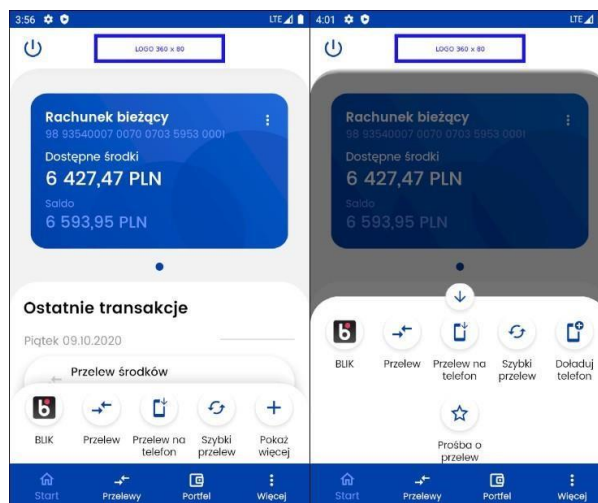 3:56
LTE
LOGO 360 x 80
Rachunek bieżący
98 93540007 0070 0703 5953 0001
Dostępne środki
6 427,47 PLN
Saldo
6 593,95 PLN
Ostatnie transakcje
Piątek 09.10.2020
Przelew środków
BLIK
Przelew
Przelew na
telefon
Szybki
przelew
Pokaż
więcej
Start
Przelewy
Portfel
Więcej
4:01
LTE
LOGO 360 x 80
Rachunek bieżący
98 93540007 0070 0703 5953 0001
Dostępne środki
6 427,47 PLN
Saldo
6 593,95 PLN
BLIK
Przelew
Przelew na
telefon
Szybki
przelew
Doładuj
telefon
Prośba o
przelew
Start
Przelewy
Portfel
Więcej